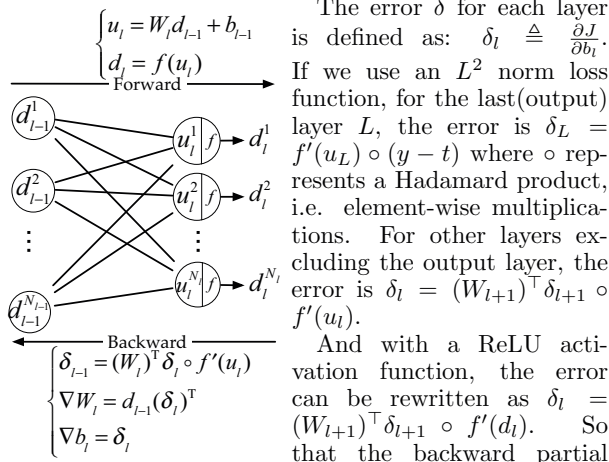 u_l = W_l d_{l-1} + b_{l-1}
d_l = f(u_l)
Forward
d_{l-1}^1
u_l^1 f
d_l^1
d_{l-1}^2
u_l^2 f
d_l^2
⋮
⋮
u_l^{N_l} f
d_l^{N_l}
d_{l-1}^{N_{l-1}}
Backward
δ_{l-1} = (W_l)^T δ_l ∘ f'(u_l)
∇W_l = d_{l-1}(δ_l)^T
∇b_l = δ_l
The error δ for each layer
is defined as: δ_l ≜ ∂J/∂b_l.
If we use an L² norm loss
function, for the last(output)
layer L, the error is δ_L =
f′(u_L) ∘ (y − t) where ∘ rep-
resents a Hadamard product,
i.e. element-wise multiplica-
tions. For other layers ex-
cluding the output layer, the
error is δ_l = (W_{l+1})^⊤ δ_{l+1} ∘
f′(u_l).
And with a ReLU acti-
vation function, the error
can be rewritten as δ_l =
(W_{l+1})^⊤ δ_{l+1} ∘ f′(d_l). So
that the backward partial